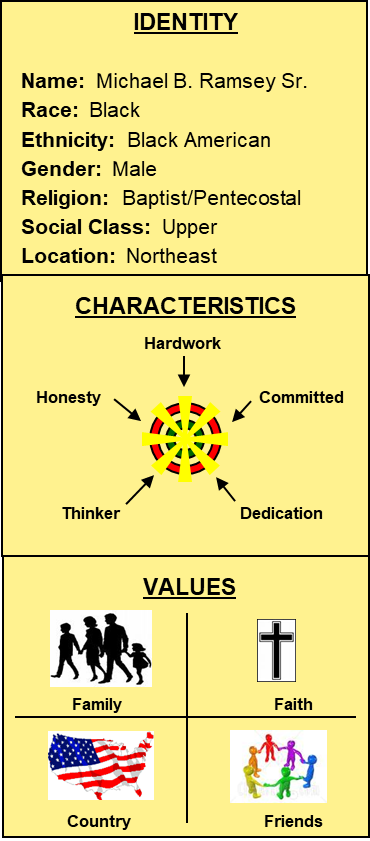 IDENTITY
Name: Michael B. Ramsey Sr.
Race: Black
Ethnicity: Black American
Gender: Male
Religion: Baptist/Pentecostal
Social Class: Upper
Location: Northeast
CHARACTERISTICS
Hardwork
Honesty
Committed
Thinker
Dedication
VALUES
Family
Faith
Country
Friends